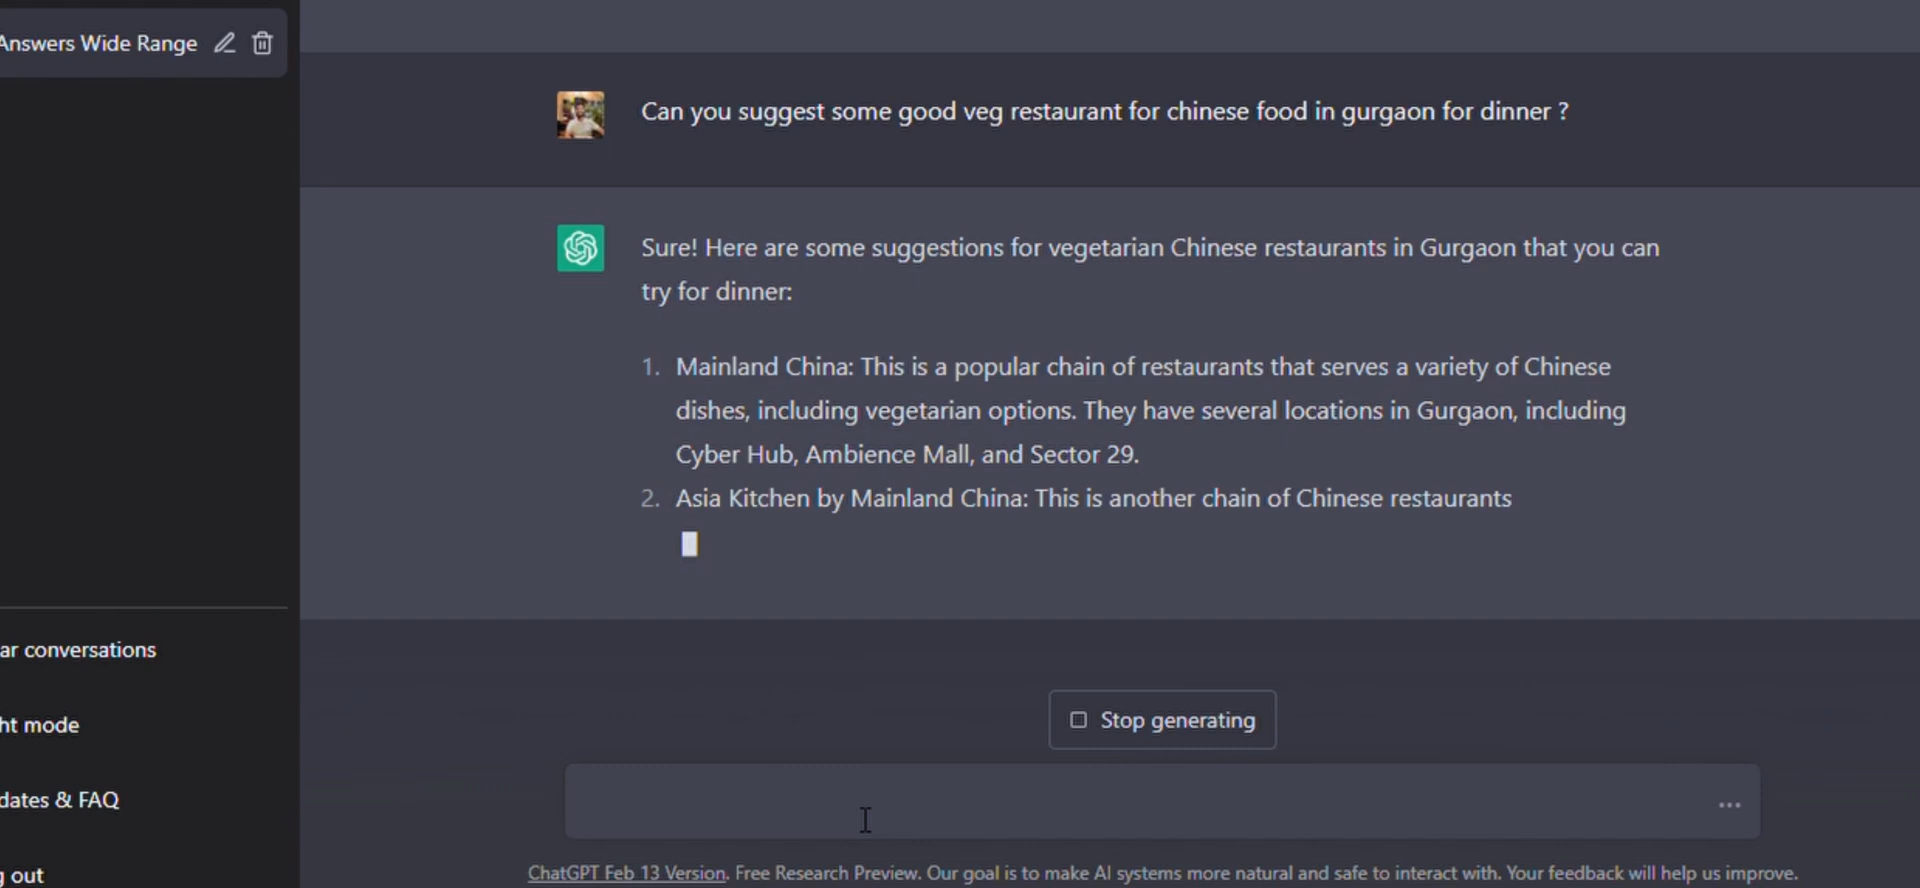 Answers Wide Range
Can you suggest some good veg restaurant for chinese food in gurgaon for dinner ?
Sure! Here are some suggestions for vegetarian Chinese restaurants in Gurgaon that you can
try for dinner:
1. Mainland China: This is a popular chain of restaurants that serves a variety of Chinese
dishes, including vegetarian options. They have several locations in Gurgaon, including
Cyber Hub, Ambience Mall, and Sector 29.
2. Asia Kitchen by Mainland China: This is another chain of Chinese restaurants
ar conversations
ht mode
dates & FAQ
g out
Stop generating
ChatGPT Feb 13 Version. Free Research Preview. Our goal is to make AI systems more natural and safe to interact with. Your feedback will help us improve.